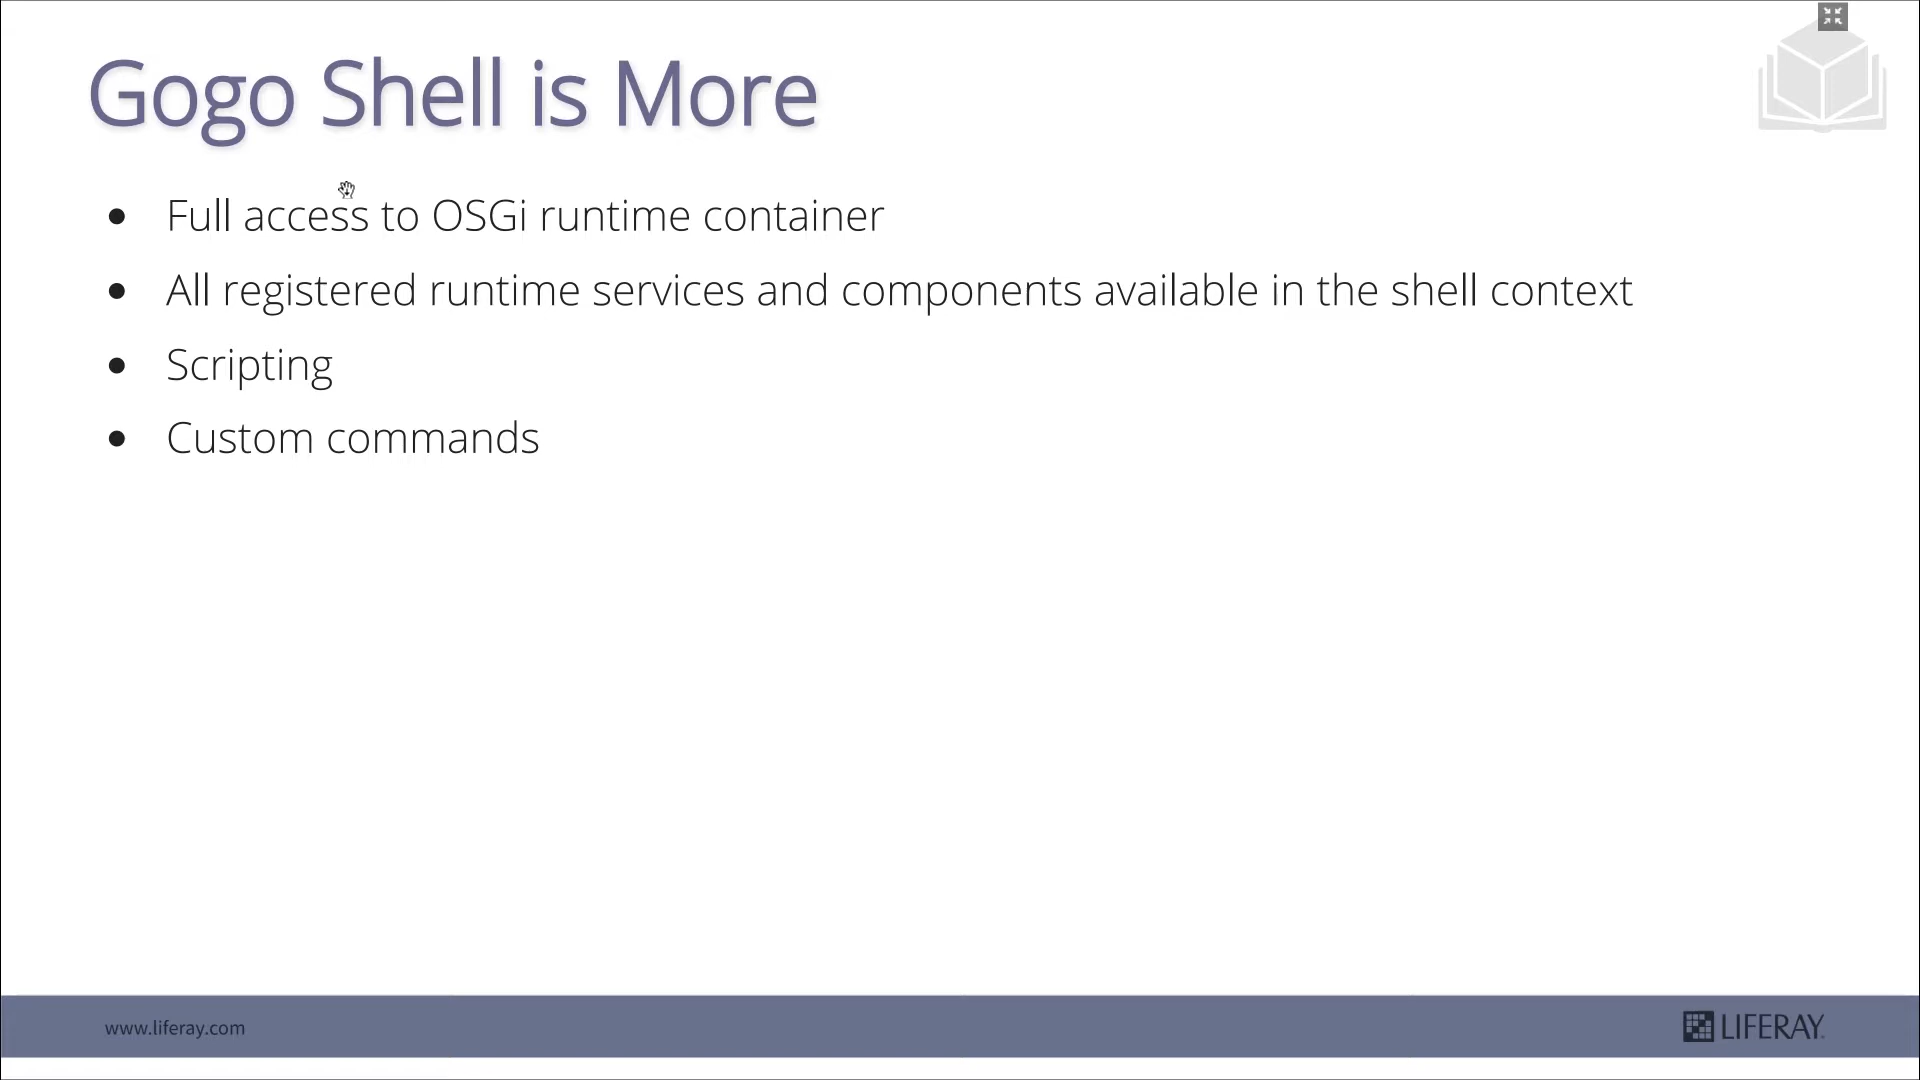 Gogo Shell is More
• Full access to OSGi runtime container
• All registered runtime services and components available in the shell context
• Scripting
• Custom commands
www.liferay.com
LIFERAY